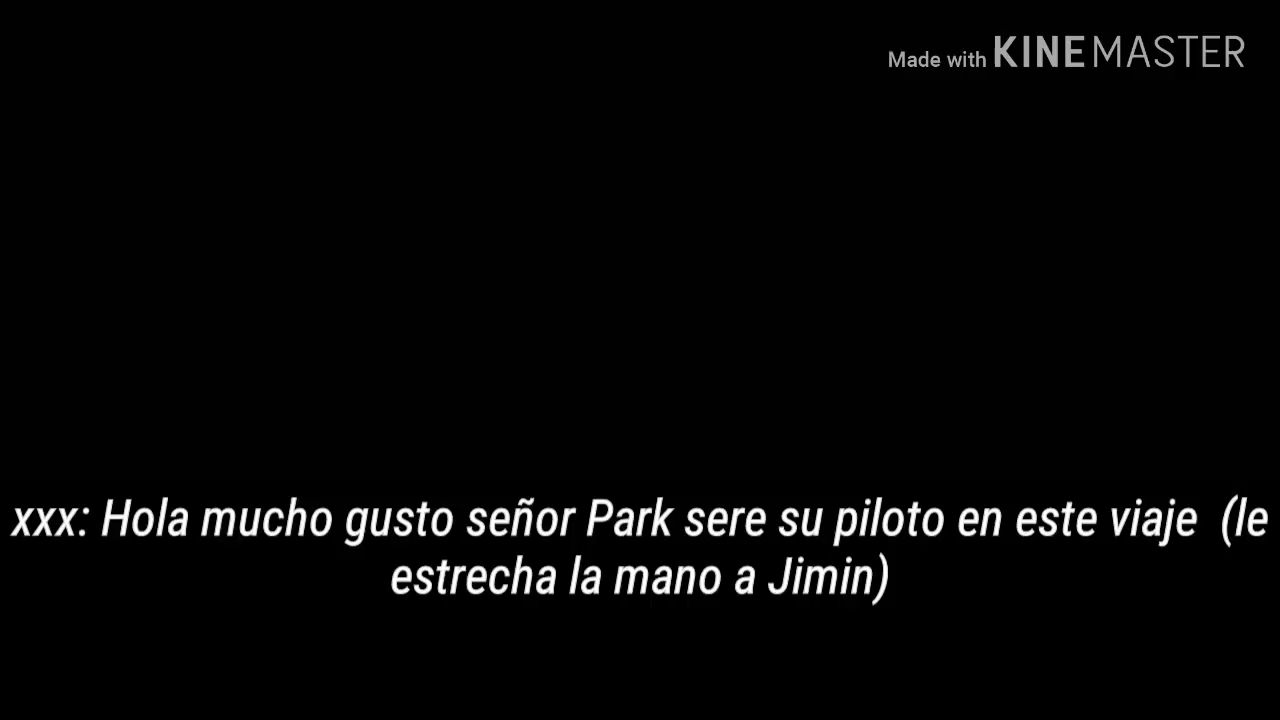 Made with KINEMASTER
xxx: Hola mucho gusto señor Park sere su piloto en este viaje (le
estrecha la mano a Jimin)